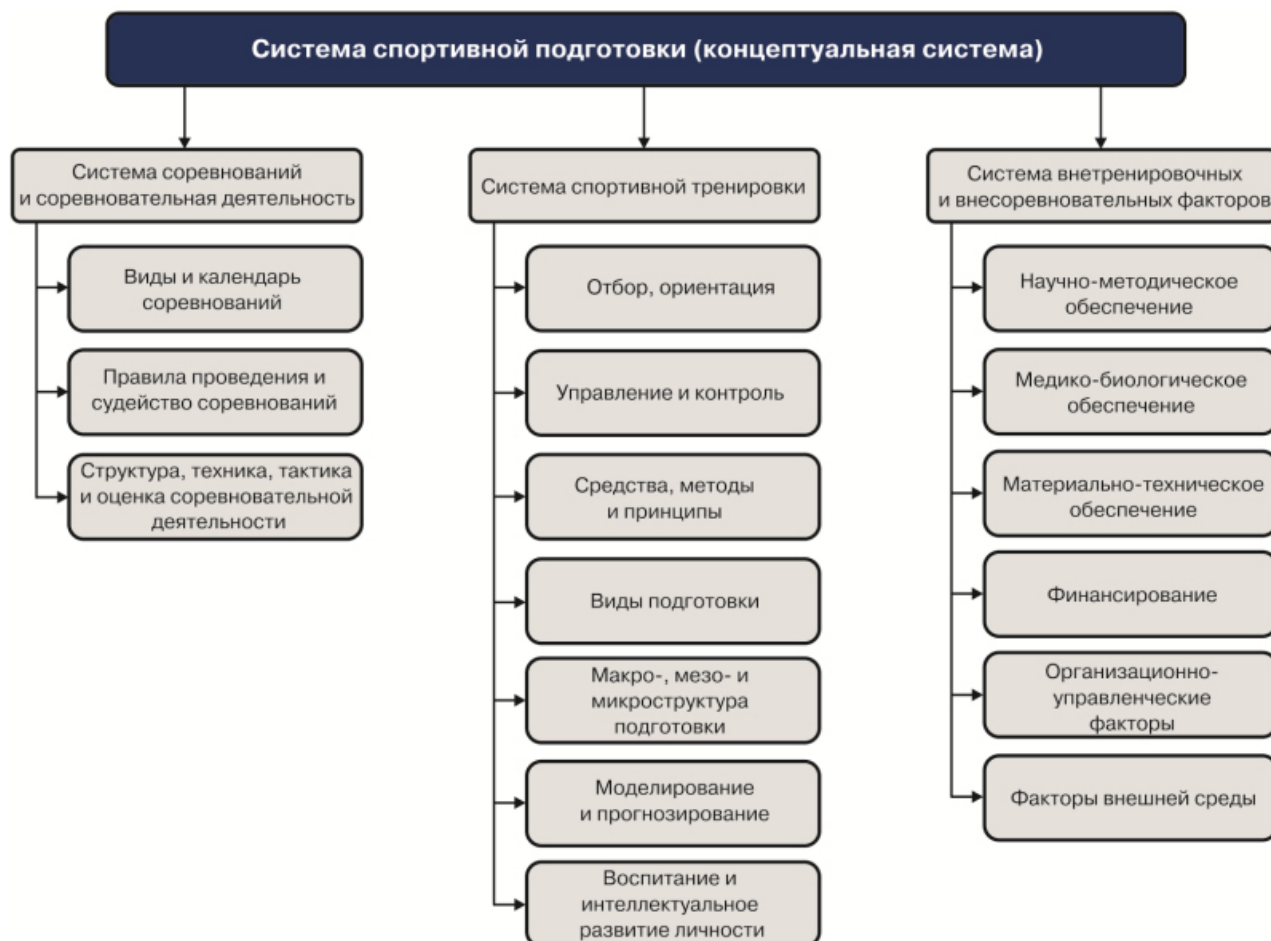 Система спортивной подготовки (концептуальная система)
Система соревнований
и соревновательная деятельность
Виды и календарь
соревнований
Правила проведения и
судейство соревнований
Структура, техника, тактика
и оценка соревновательной
деятельности
Система спортивной тренировки
Отбор, ориентация
Управление и контроль
Средства, методы
и принципы
Виды подготовки
Макро-, мезо- и
микроструктура
подготовки
Моделирование
и прогнозирование
Воспитание и
интеллектуальное
развитие личности
Система внетренировочных
и внесоревновательных факторов
Научно-методическое
обеспечение
Медико-биологическое
обеспечение
Материально-техническое
обеспечение
Финансирование
Организационно-
управленческие
факторы
Факторы внешней среды